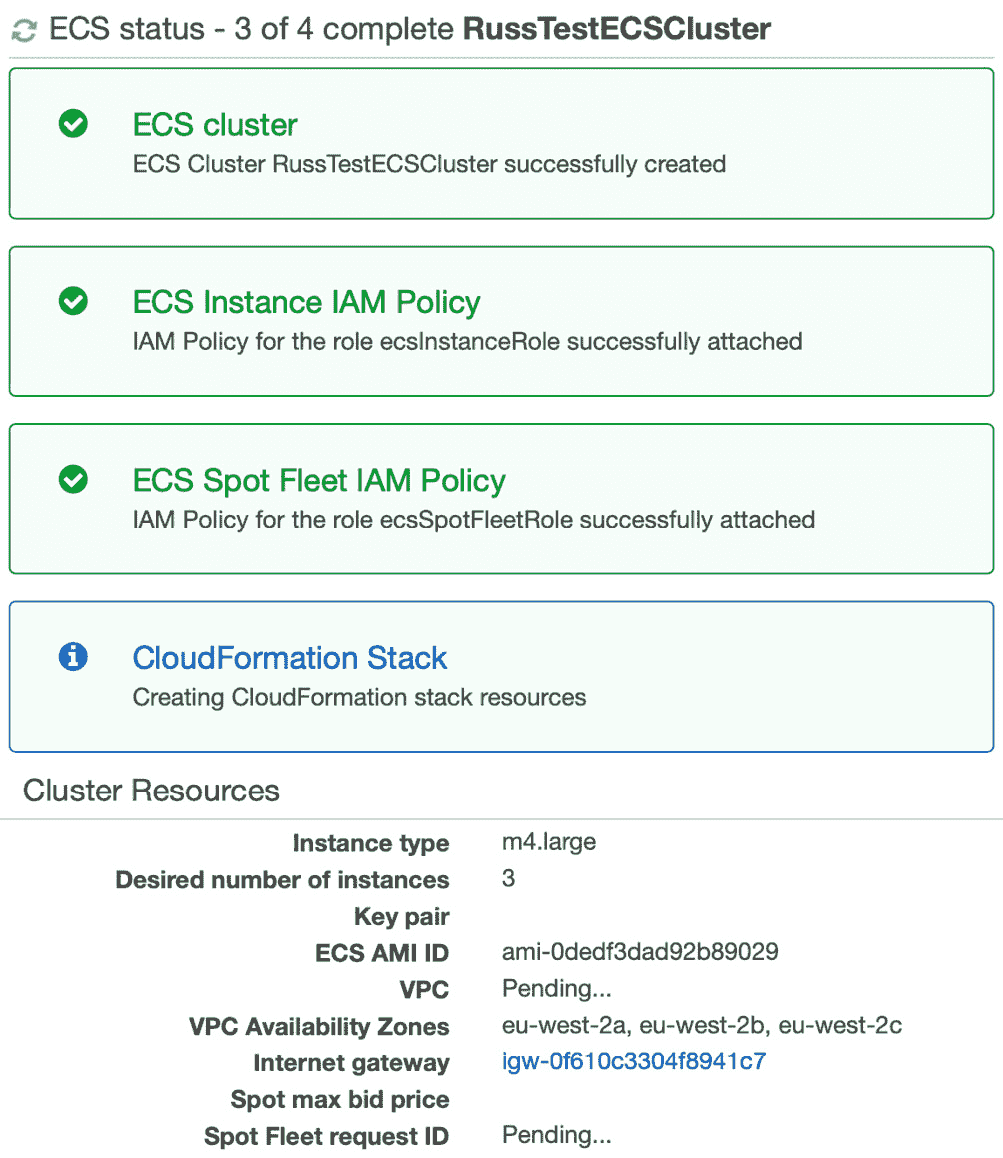 ECS status - 3 of 4 complete RussTestECSCluster
ECS cluster
ECS Cluster RussTestECSCluster successfully created
ECS Instance IAM Policy
IAM Policy for the role ecsInstanceRole successfully attached
ECS Spot Fleet IAM Policy
IAM Policy for the role ecsSpotFleetRole successfully attached
CloudFormation Stack
Creating CloudFormation stack resources
Cluster Resources
Instance type m4.large
Desired number of instances 3
Key pair
ECS AMI ID ami-0dedf3dad92b89029
VPC Pending...
VPC Availability Zones eu-west-2a, eu-west-2b, eu-west-2c
Internet gateway igw-0f610c3304f8941c7
Spot max bid price
Spot Fleet request ID Pending...